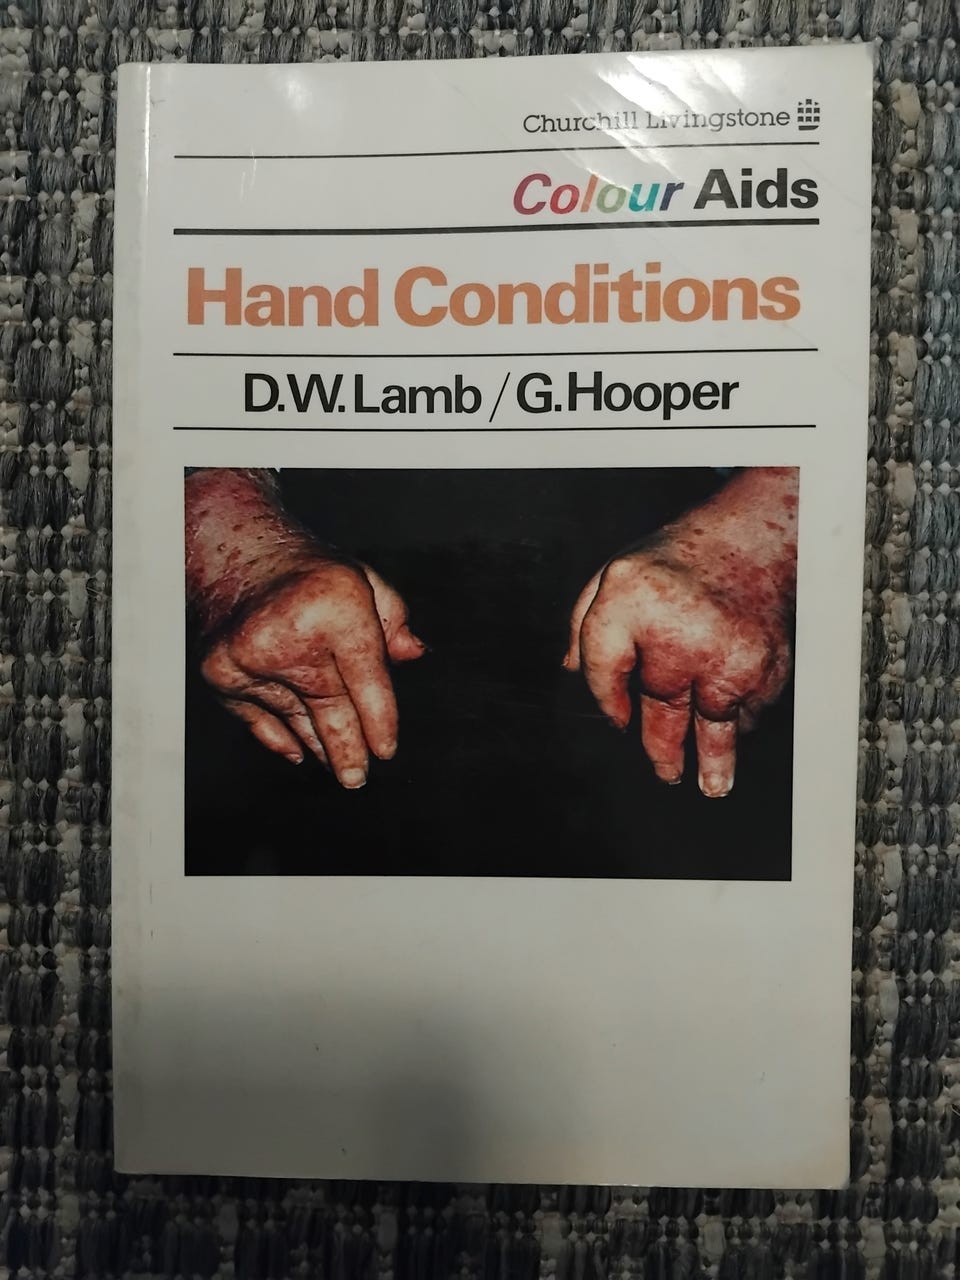 Churchill Livingstone
Colour Aids
Hand Conditions
D.W. Lamb / G. Hooper